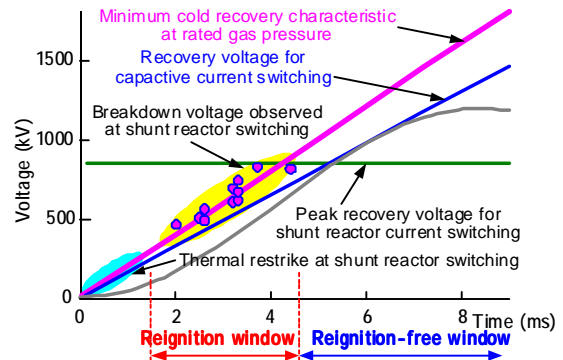 Minimum cold recovery characteristic
at rated gas pressure
1500
Recovery voltage for
capactive current switching
Breakdown voltage observed
at shunt reactor switching
1000
Voltage (kV)
Peak recovery voltage for
shunt reactor current switching
500
Thermal restrike at shunt reactor switching
0
0 2 4 6 8 Time (ms)
Reignition window Reignition-free window